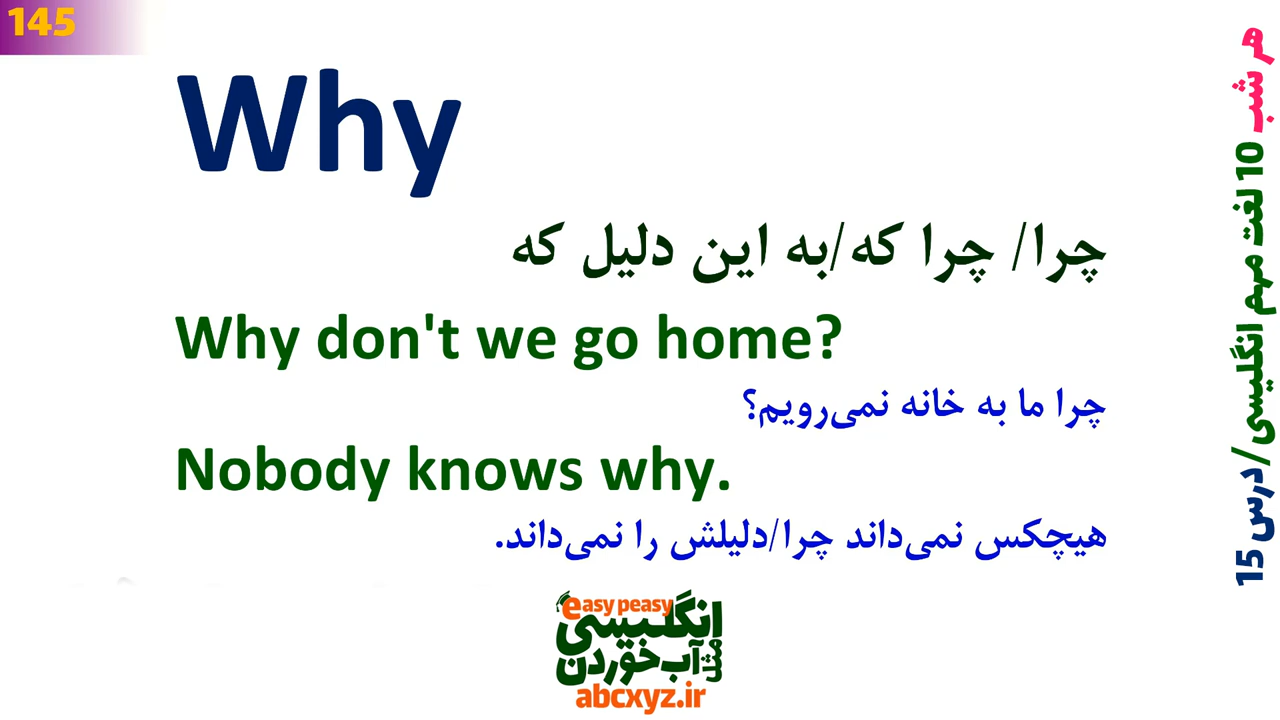 145
Why
چرا/ چرا که/به این دلیل که
Why don't we go home?
چرا ما به خانه نمی‌رویم؟
Nobody knows why.
هیچکس نمی‌داند چرا/دلیلش را نمی‌داند.
هر شب 10 لغت مهم انگلیسی/درس 15
easy peasy
انگلیسی
مثل آب خوردن
abcxyz.ir